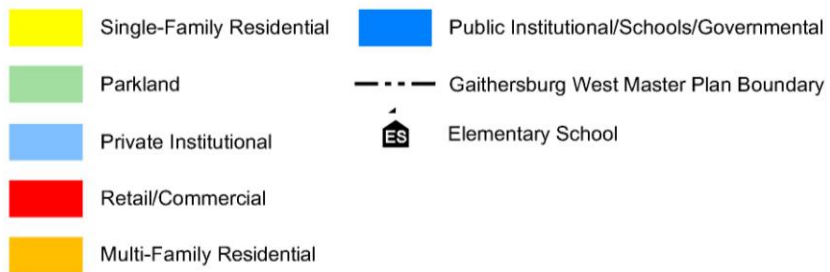 Single-Family Residential
Parkland
Private Institutional
Retail/Commercial
Multi-Family Residential
Public Institutional/Schools/Governmental
Gaithersburg West Master Plan Boundary
ES
Elementary School